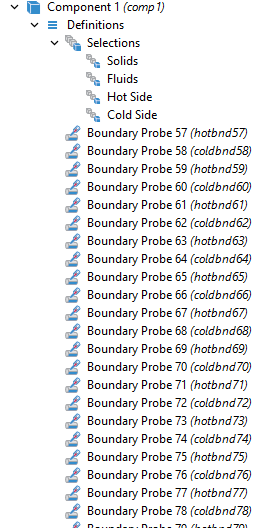 Component 1 (comp1)
Definitions
Selections
Solids
Fluids
Hot Side
Cold Side
Boundary Probe 57 (hotbnd57)
Boundary Probe 58 (coldbnd58)
Boundary Probe 59 (hotbnd59)
Boundary Probe 60 (coldbnd60)
Boundary Probe 61 (hotbnd61)
Boundary Probe 62 (coldbnd62)
Boundary Probe 63 (hotbnd63)
Boundary Probe 64 (coldbnd64)
Boundary Probe 65 (hotbnd65)
Boundary Probe 66 (coldbnd66)
Boundary Probe 67 (hotbnd67)
Boundary Probe 68 (coldbnd68)
Boundary Probe 69 (hotbnd69)
Boundary Probe 70 (coldbnd70)
Boundary Probe 71 (hotbnd71)
Boundary Probe 72 (coldbnd72)
Boundary Probe 73 (hotbnd73)
Boundary Probe 74 (coldbnd74)
Boundary Probe 75 (hotbnd75)
Boundary Probe 76 (coldbnd76)
Boundary Probe 77 (hotbnd77)
Boundary Probe 78 (coldbnd78)
Boundary Probe 79 (hotbnd79)